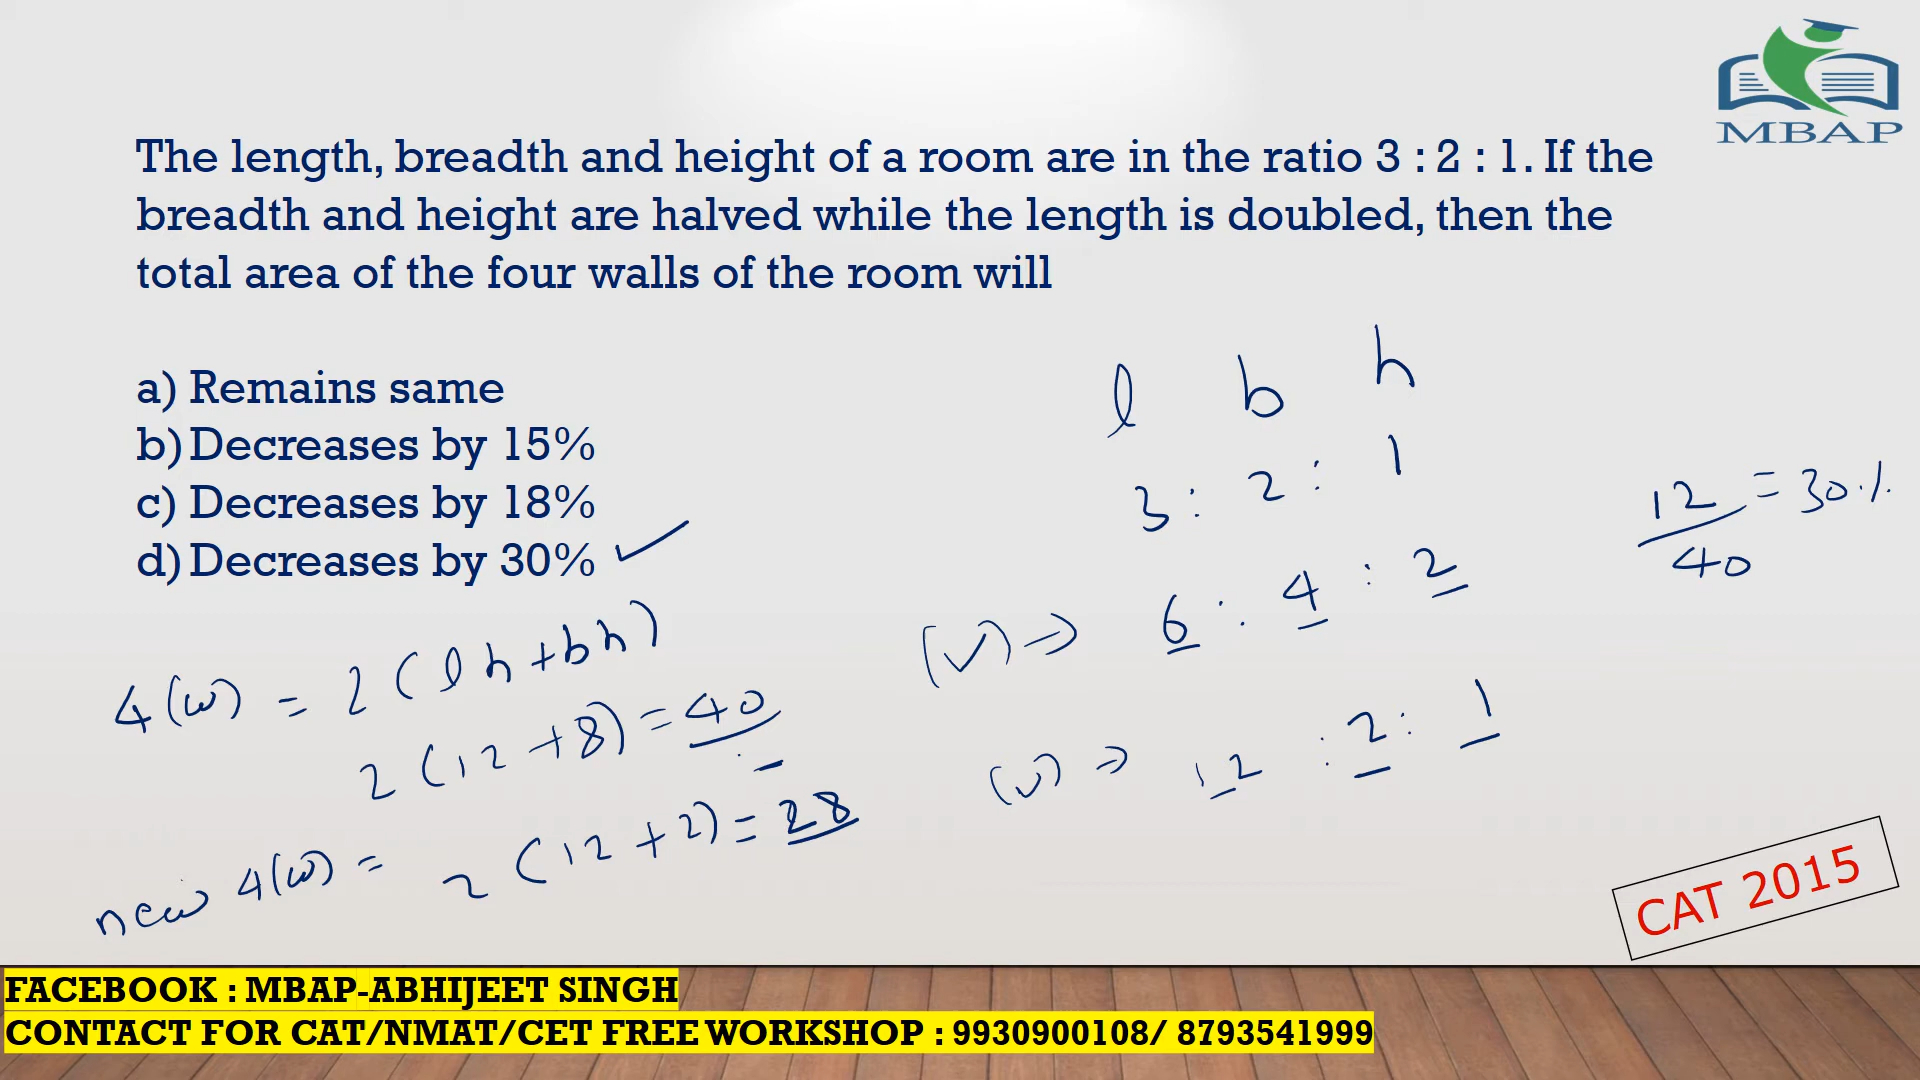 MBAP
The length, breadth and height of a room are in the ratio 3 : 2 : 1. If the
breadth and height are halved while the length is doubled, then the
total area of the four walls of the room will
a) Remains same
b) Decreases by 15%
c) Decreases by 18%
d) Decreases by 30%
l b h
3 : 2 : 1
12/40 = 30%
(v) => 6 : 4 : 2
(v) => 12 : 2 : 1
4(w) = 2(lh+bh)
2(12+8) = 40
new 4(w) = 2(12+2) = 28
CAT 2015
FACEBOOK : MBAP-ABHIJEET SINGH
CONTACT FOR CAT/NMAT/CET FREE WORKSHOP : 9930900108/ 8793541999